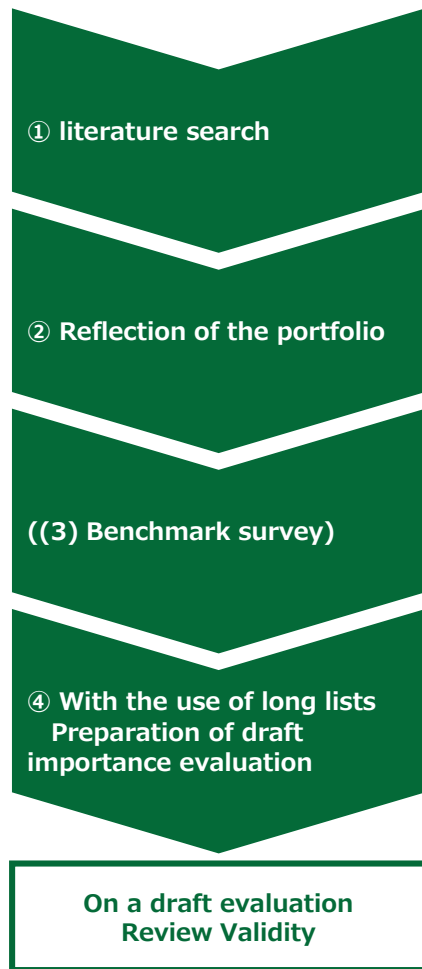 ① literature search
② Reflection of the portfolio
((3) Benchmark survey)
④ With the use of long lists
Preparation of draft
importance evaluation
On a draft evaluation
Review Validity